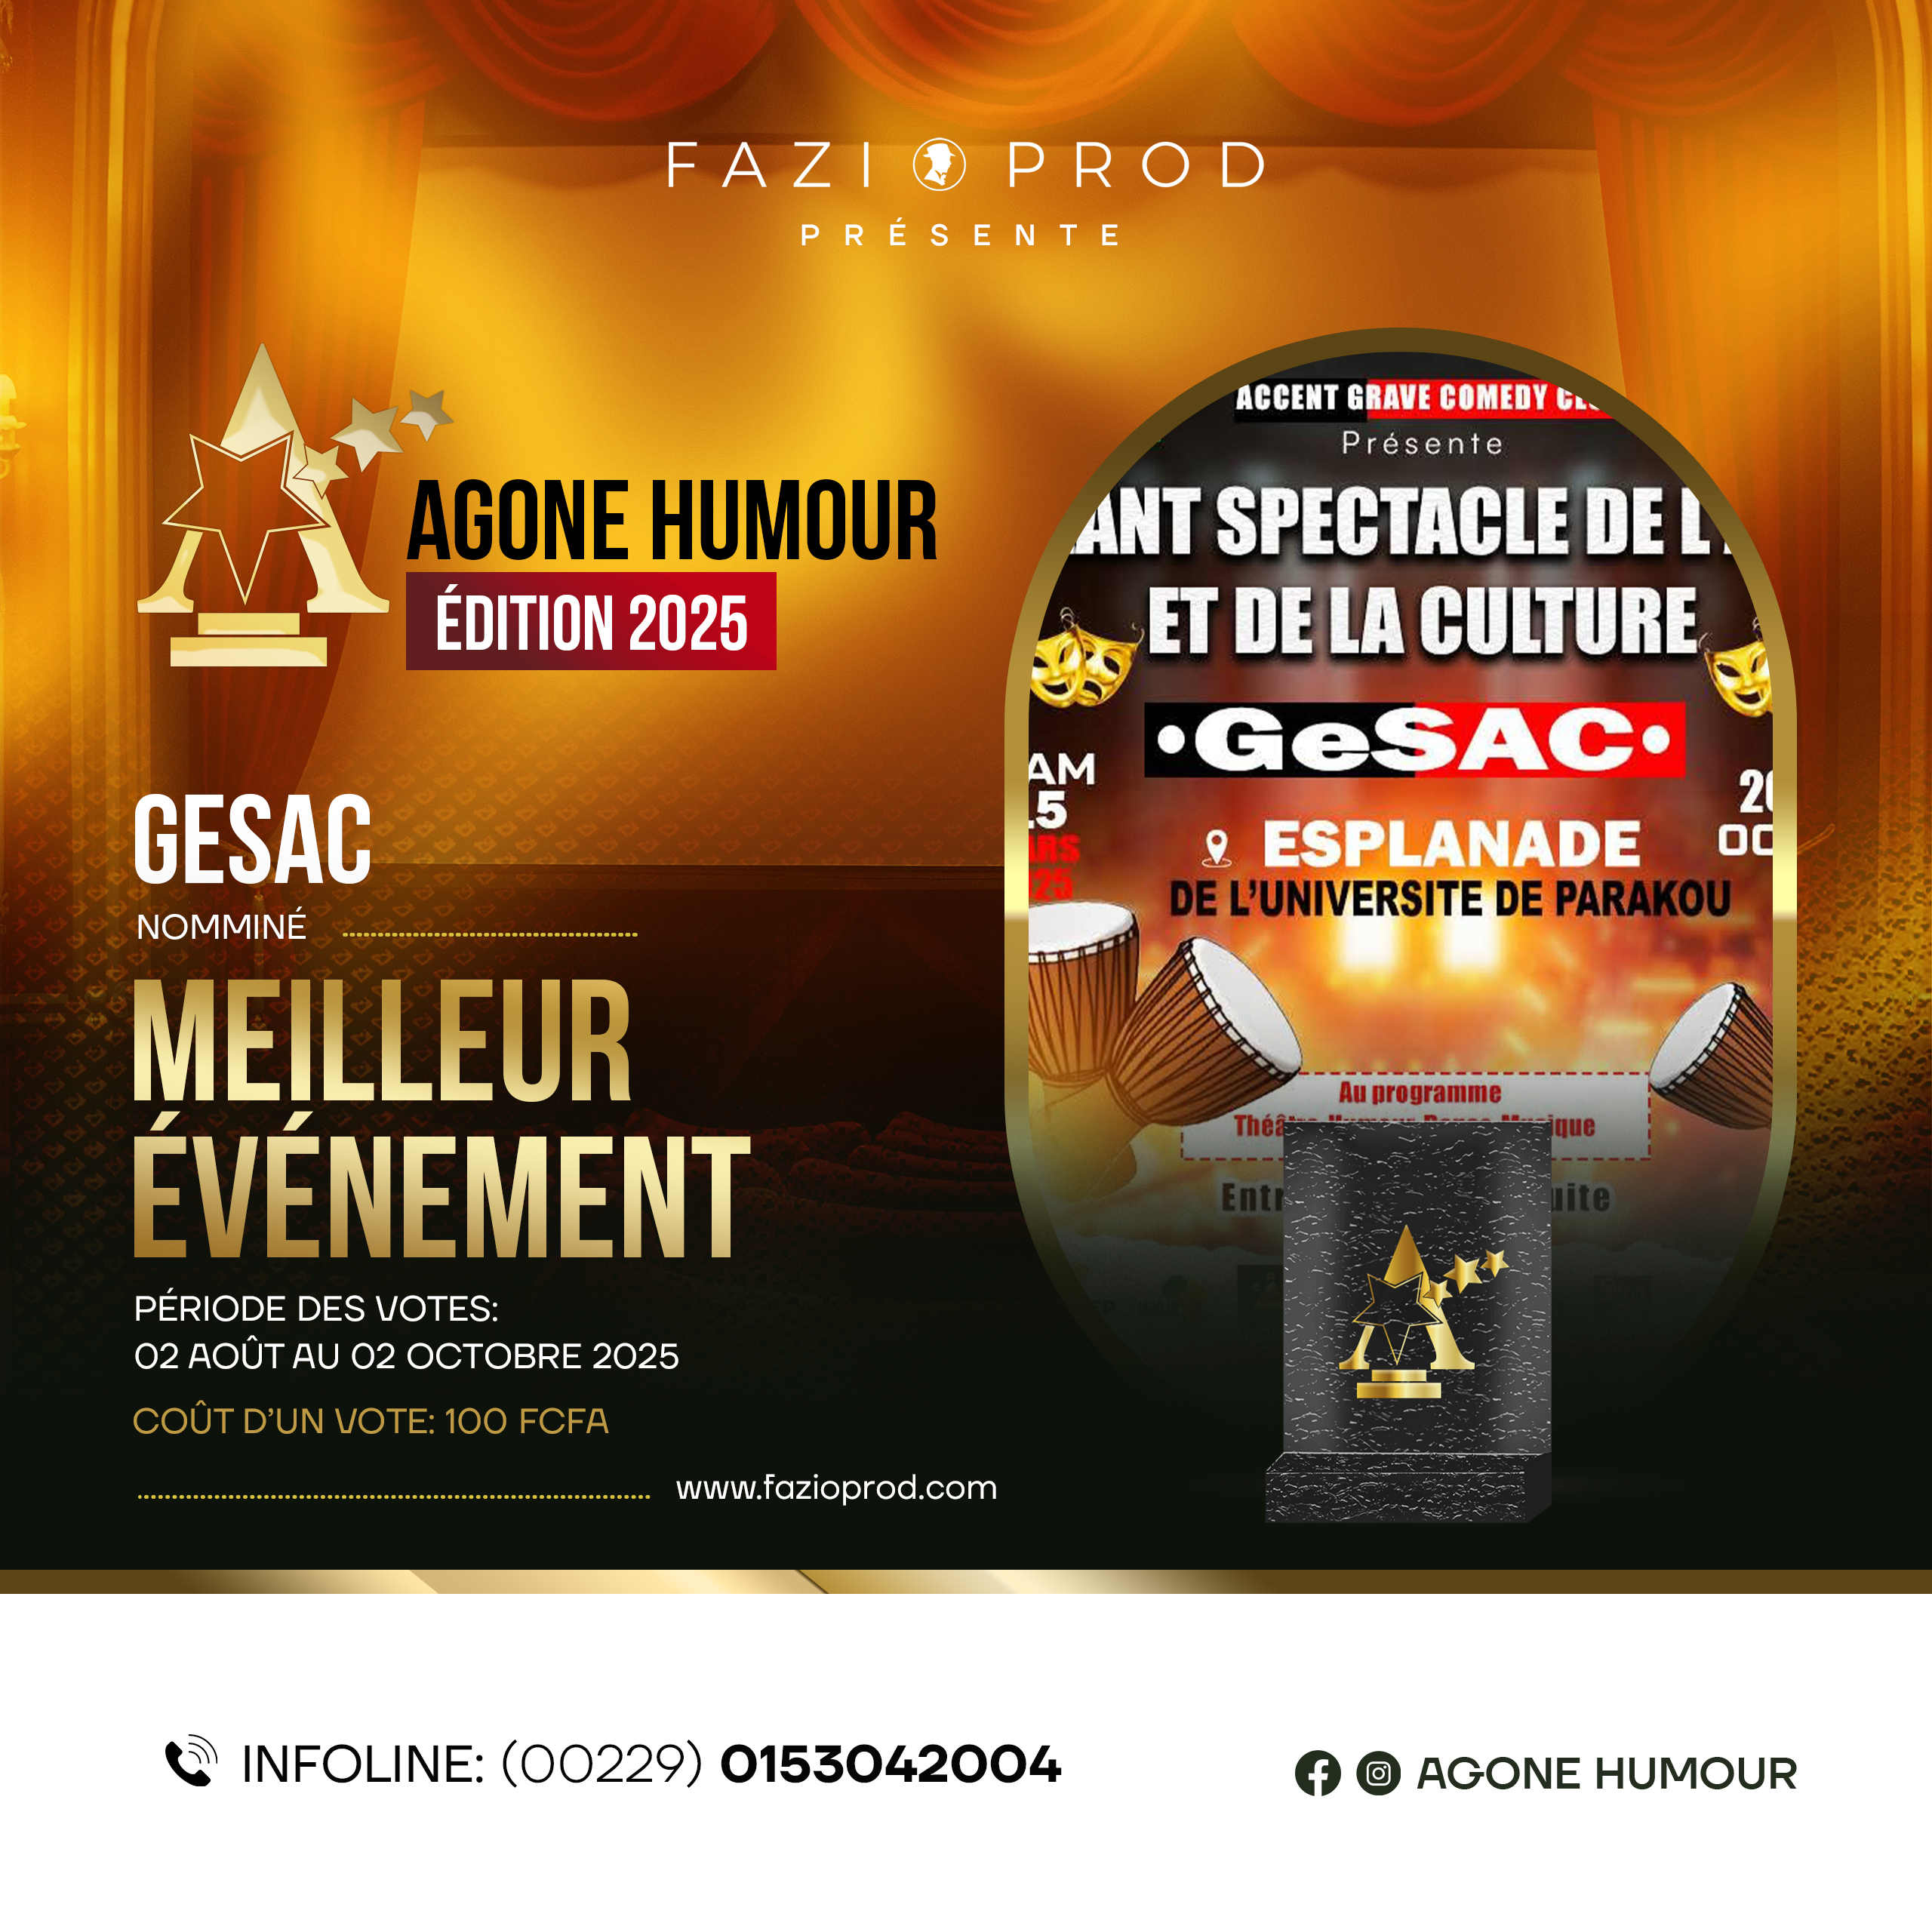 FAZI PROD
PRÉSENTE
AGONE HUMOUR
ÉDITION 2025
GESAC
NOMMINÉ
MEILLEUR
ÉVÉNEMENT
PÉRIODE DES VOTES:
02 AOÛT AU 02 OCTOBRE 2025
COÛT D'UN VOTE: 100 FCFA
www.fazioprod.com
ACCENT GRAVE COMEDY
Présente
ANT SPECTACLE DE L'
ET DE LA CULTURE
•GeSAC•
ESPLANADE
DE L'UNIVERSITE DE PARAKOU
Au programme
INFOLINE: (00229) 0153042004
AGONE HUMOUR